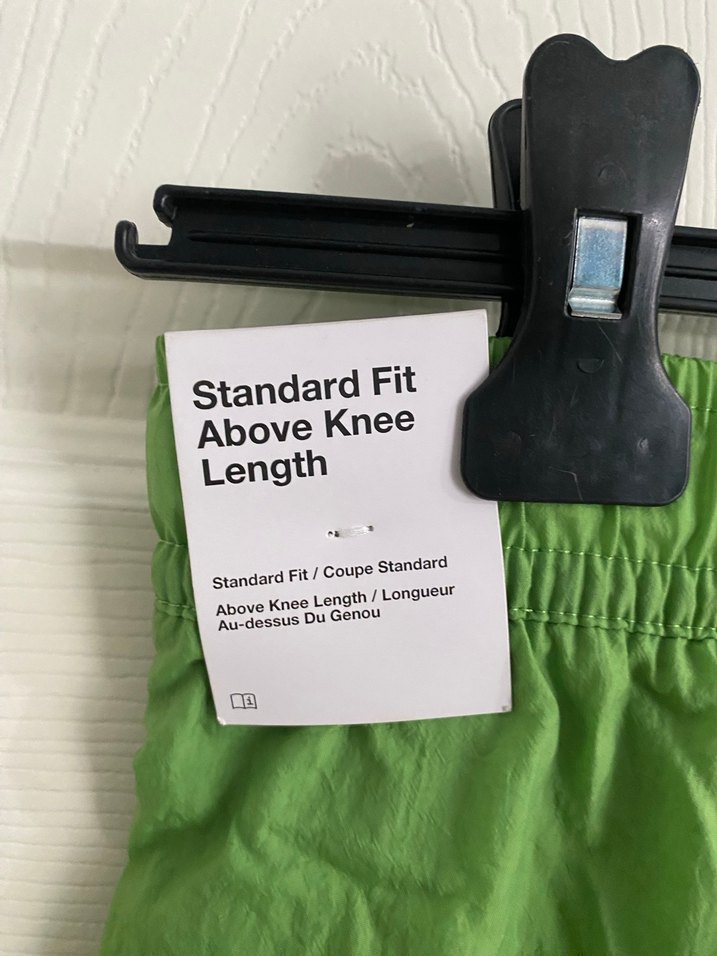 Standard Fit
Above Knee
Length
Standard Fit / Coupe Standard
Above Knee Length / Longueur
Au-dessus Du Genou